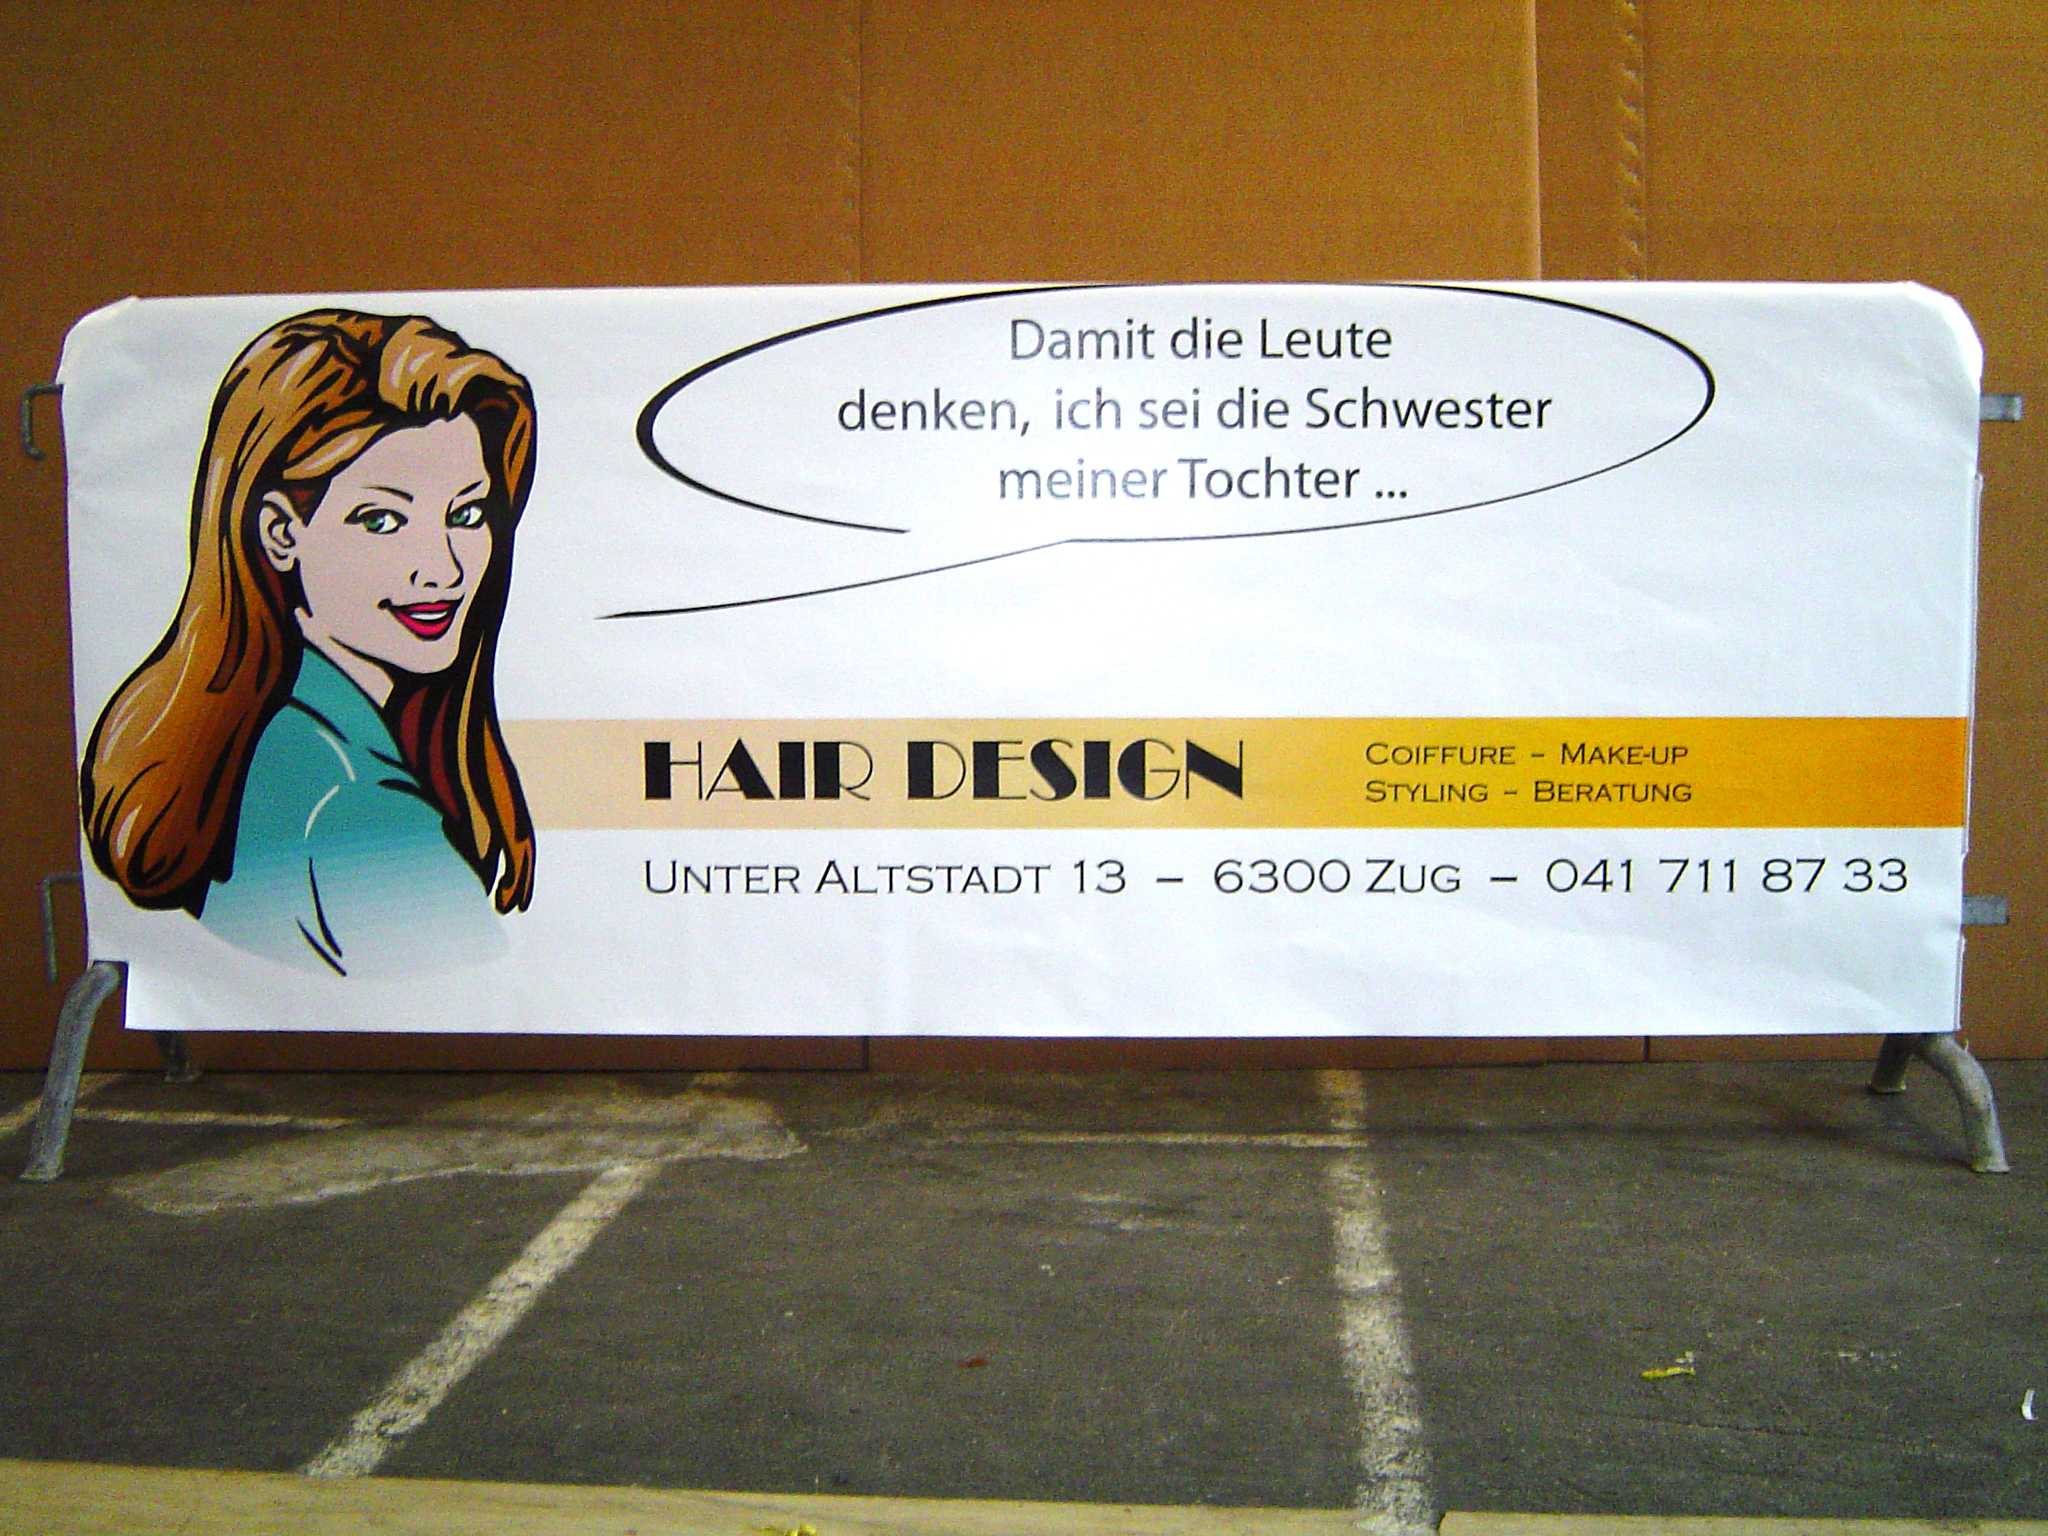 Damit die Leute
denken, ich sei die Schwester
meiner Tochter ...
HAIR DESIGN
COIFFURE – MAKE-UP
STYLING – BERATUNG
UNTER ALTSTADT 13 – 6300 ZUG – 041 711 87 33